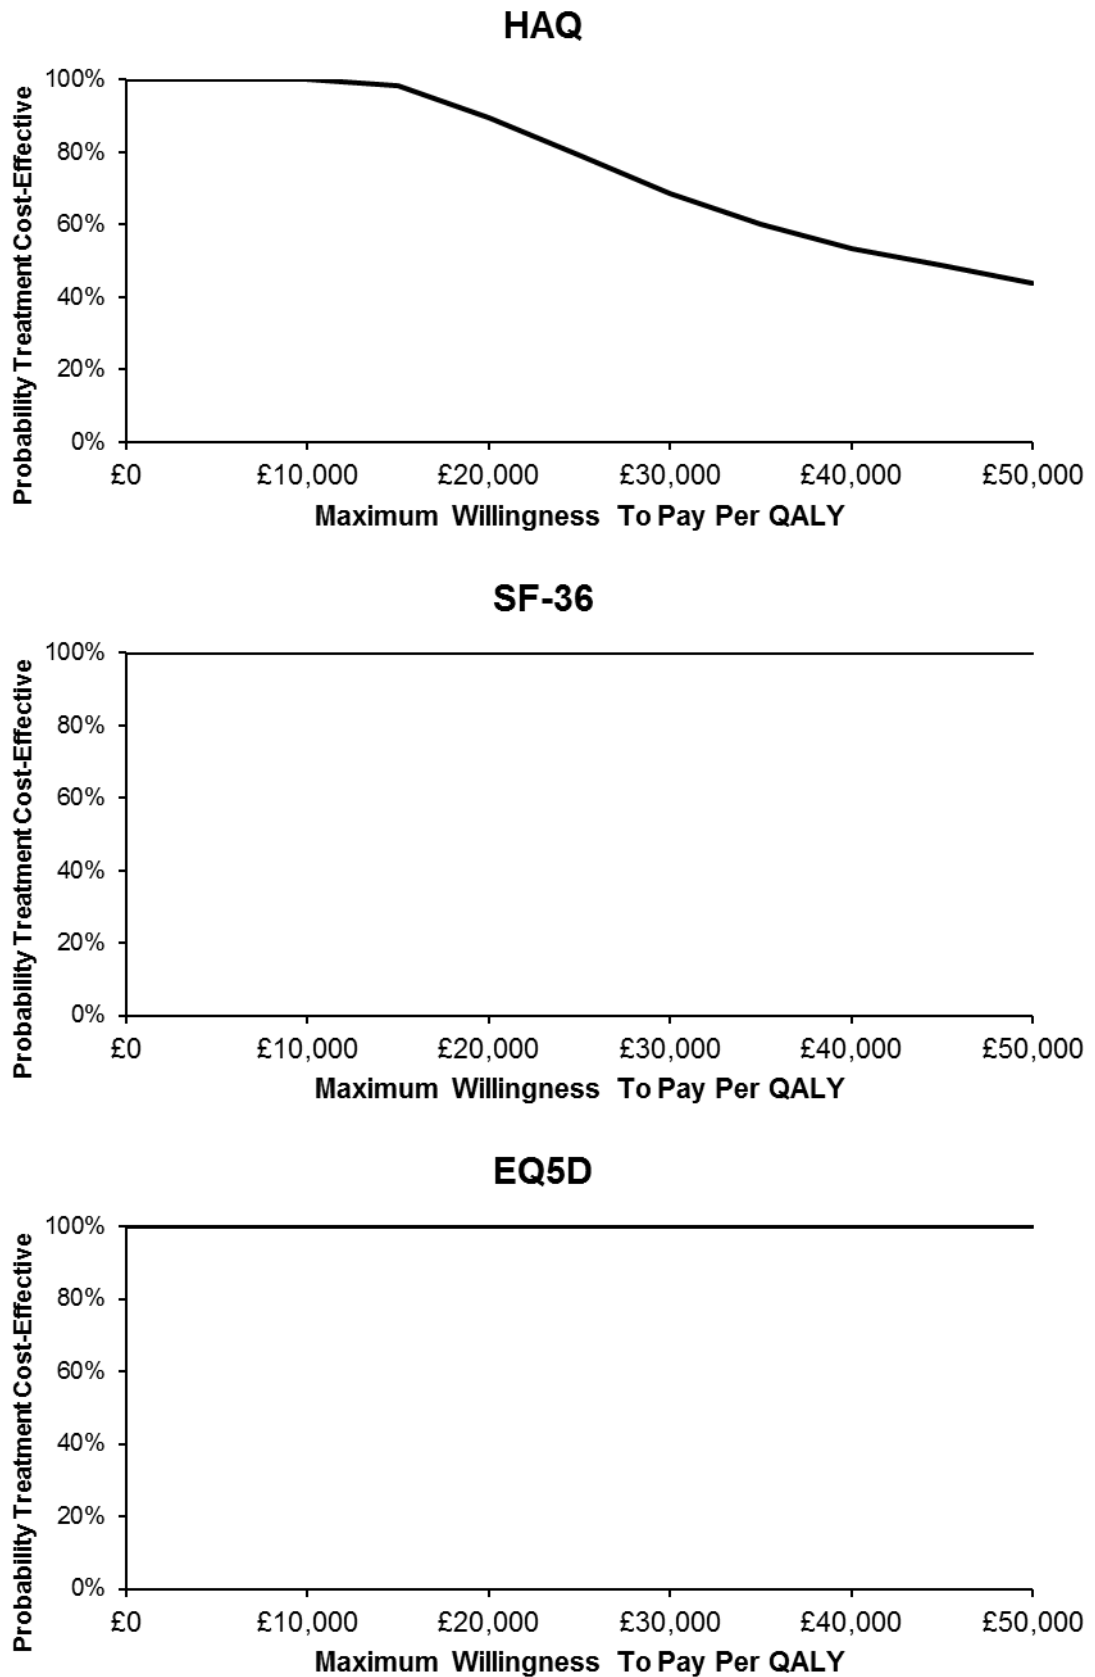 HAQ
Probability Treatment Cost-Effective
100%
80%
60%
40%
20%
0%
£0 £10,000 £20,000 £30,000 £40,000 £50,000
Maximum Willingness To Pay Per QALY
SF-36
Probability Treatment Cost-Effective
100%
80%
60%
40%
20%
0%
£0 £10,000 £20,000 £30,000 £40,000 £50,000
Maximum Willingness To Pay Per QALY
EQ5D
Probability Treatment Cost-Effective
100%
80%
60%
40%
20%
0%
£0 £10,000 £20,000 £30,000 £40,000 £50,000
Maximum Willingness To Pay Per QALY